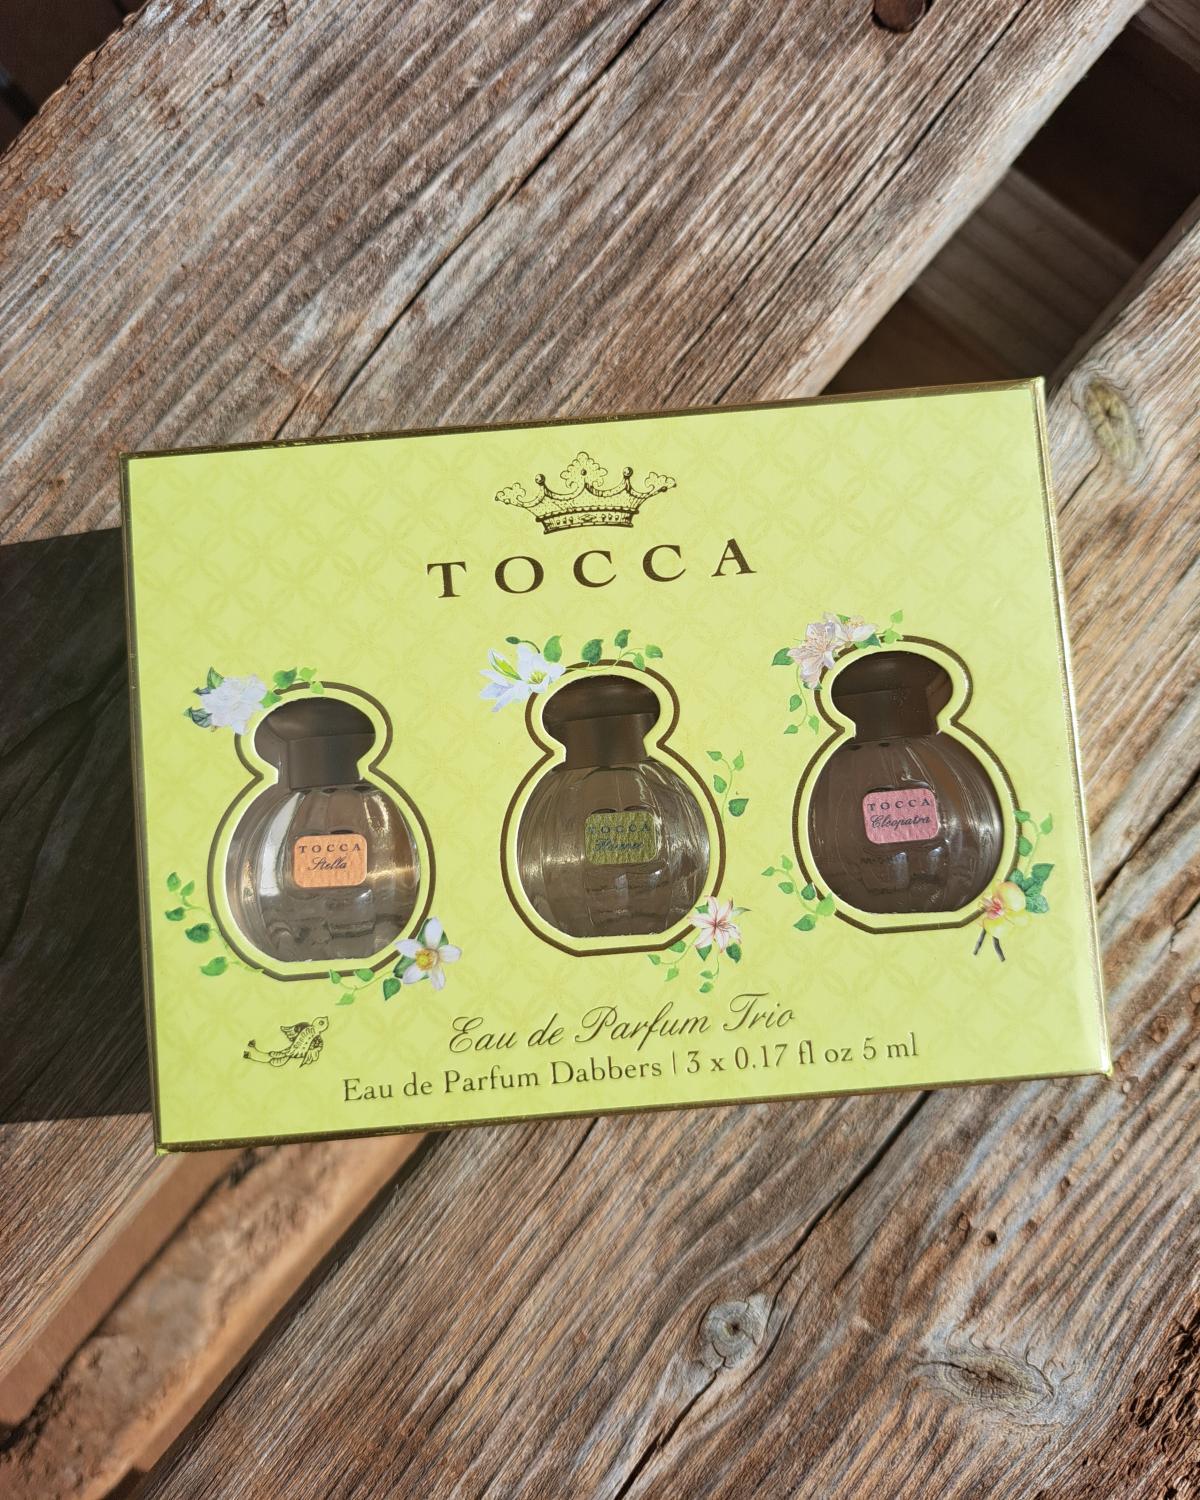 TOCCA
TOCCA
Stella
TOCCA
TOCCA
Cleopatra
Eau de Parfum Trio
Eau de Parfum Dabbers | 3 x 0.17 fl oz 5 ml